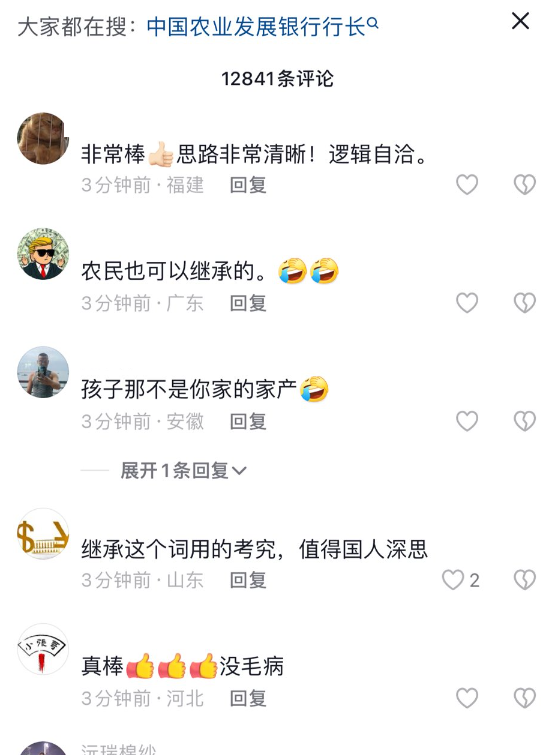 大家都在搜：中国农业发展银行行长
12841条评论
非常棒👍🏻思路非常清晰！逻辑自洽。
3分钟前·福建 回复
农民也可以继承的。🤣🤣
3分钟前·广东 回复
孩子那不是你家的家产🤣
3分钟前·安徽 回复
展开1条回复
继承这个词用的考究，值得国人深思
3分钟前·山东 回复 2
小张哥
真棒👍👍👍没毛病
3分钟前·河北 回复